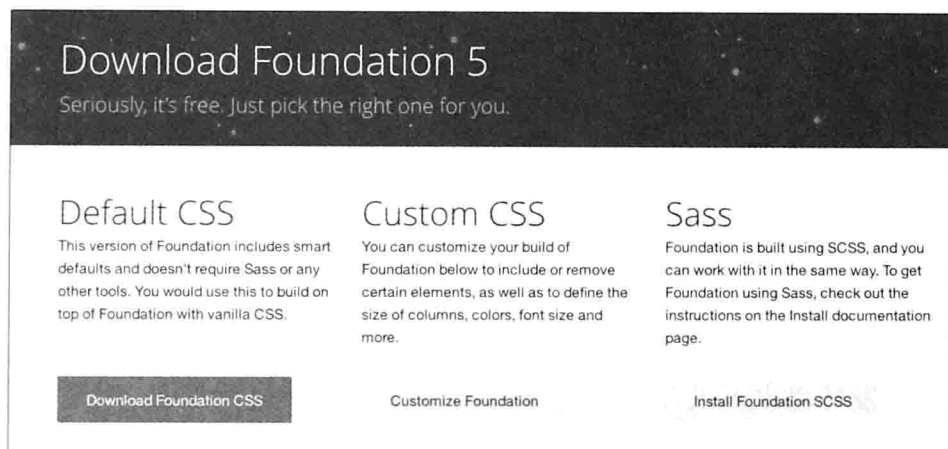 Download Foundation 5
Seriously, it's free. Just pick the right one for you.
Default CSS
This version of Foundation includes smart
defaults and doesn't require Sass or any
other tools. You would use this to build on
top of Foundation with vanilla CSS.
Download Foundation CSS
Custom CSS
You can customize your build of
Foundation below to include or remove
certain elements, as well as to define the
size of columns, colors, font size and
more.
Customize Foundation
Sass
Foundation is built using SCSS, and you
can work with it in the same way. To get
Foundation using Sass, check out the
instructions on the Install documentation
page.
Install Foundation SCSS